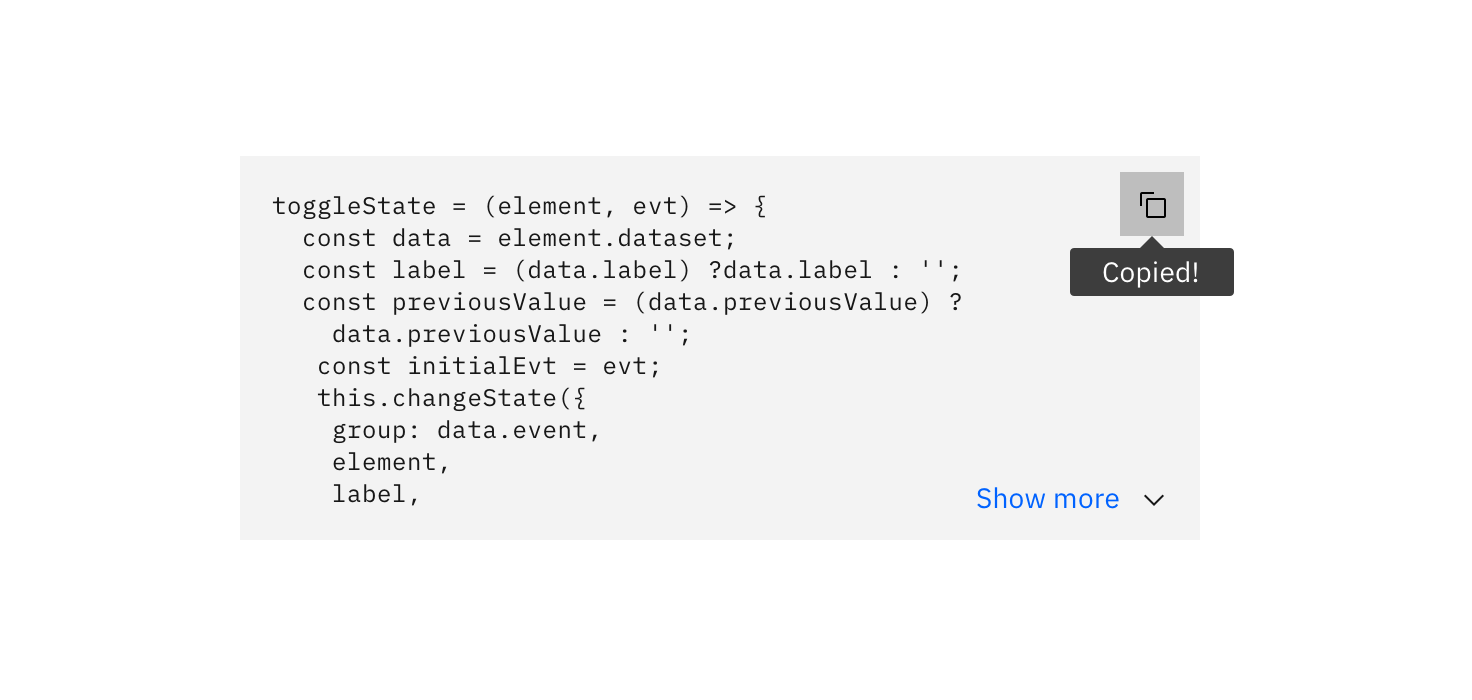 toggleState = (element, evt) => {
  const data = element.dataset;
  const label = (data.label) ?data.label : '';
  const previousValue = (data.previousValue) ?
    data.previousValue : '';
   const initialEvt = evt;
   this.changeState({
    group: data.event,
    element,
    label,
Copied!
Show more